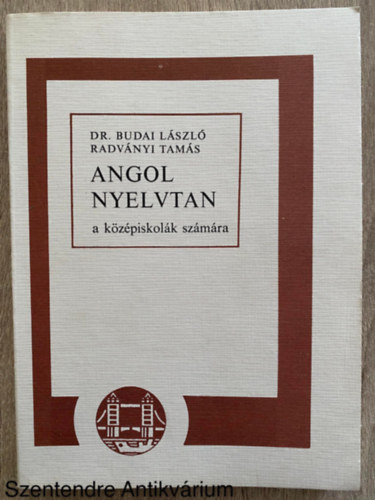 DR. BUDAI LÁSZLÓ
RADVÁNYI TAMÁS
ANGOL
NYELVTAN
a középiskolák számára
Szentendre Antikvárium